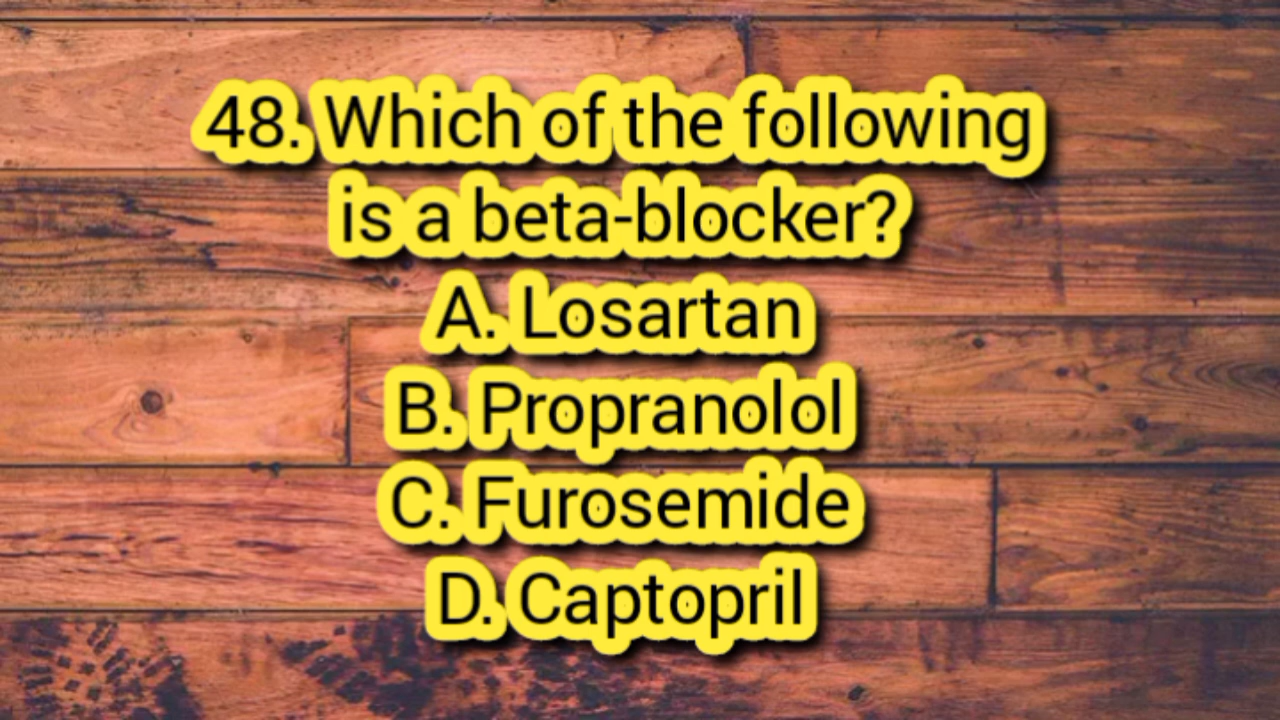 48. Which of the following
is a beta-blocker?
A. Losartan
B. Propranolol
C. Furosemide
D. Captopril